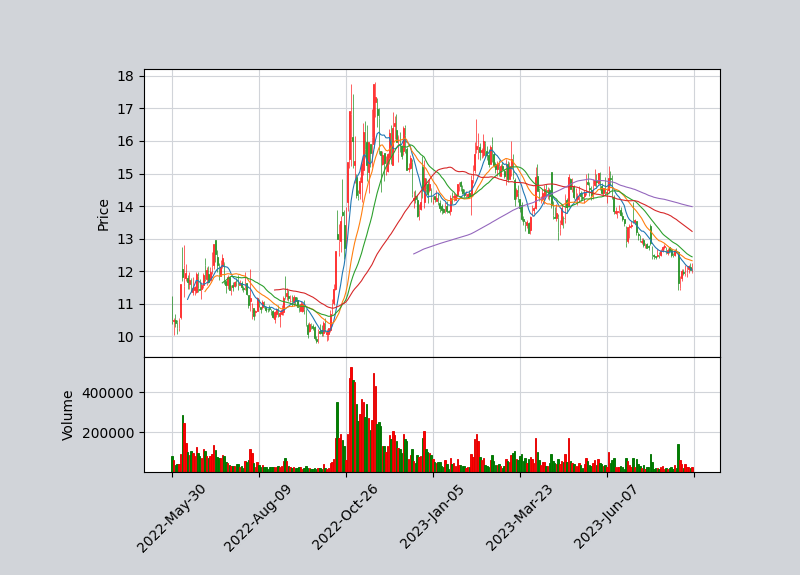 18
17
16
15
14
13
12
11
10
Price
400000
200000
Volume
2022-May-30
2022-Aug-09
2022-Oct-26
2023-Jan-05
2023-Mar-23
2023-Jun-07